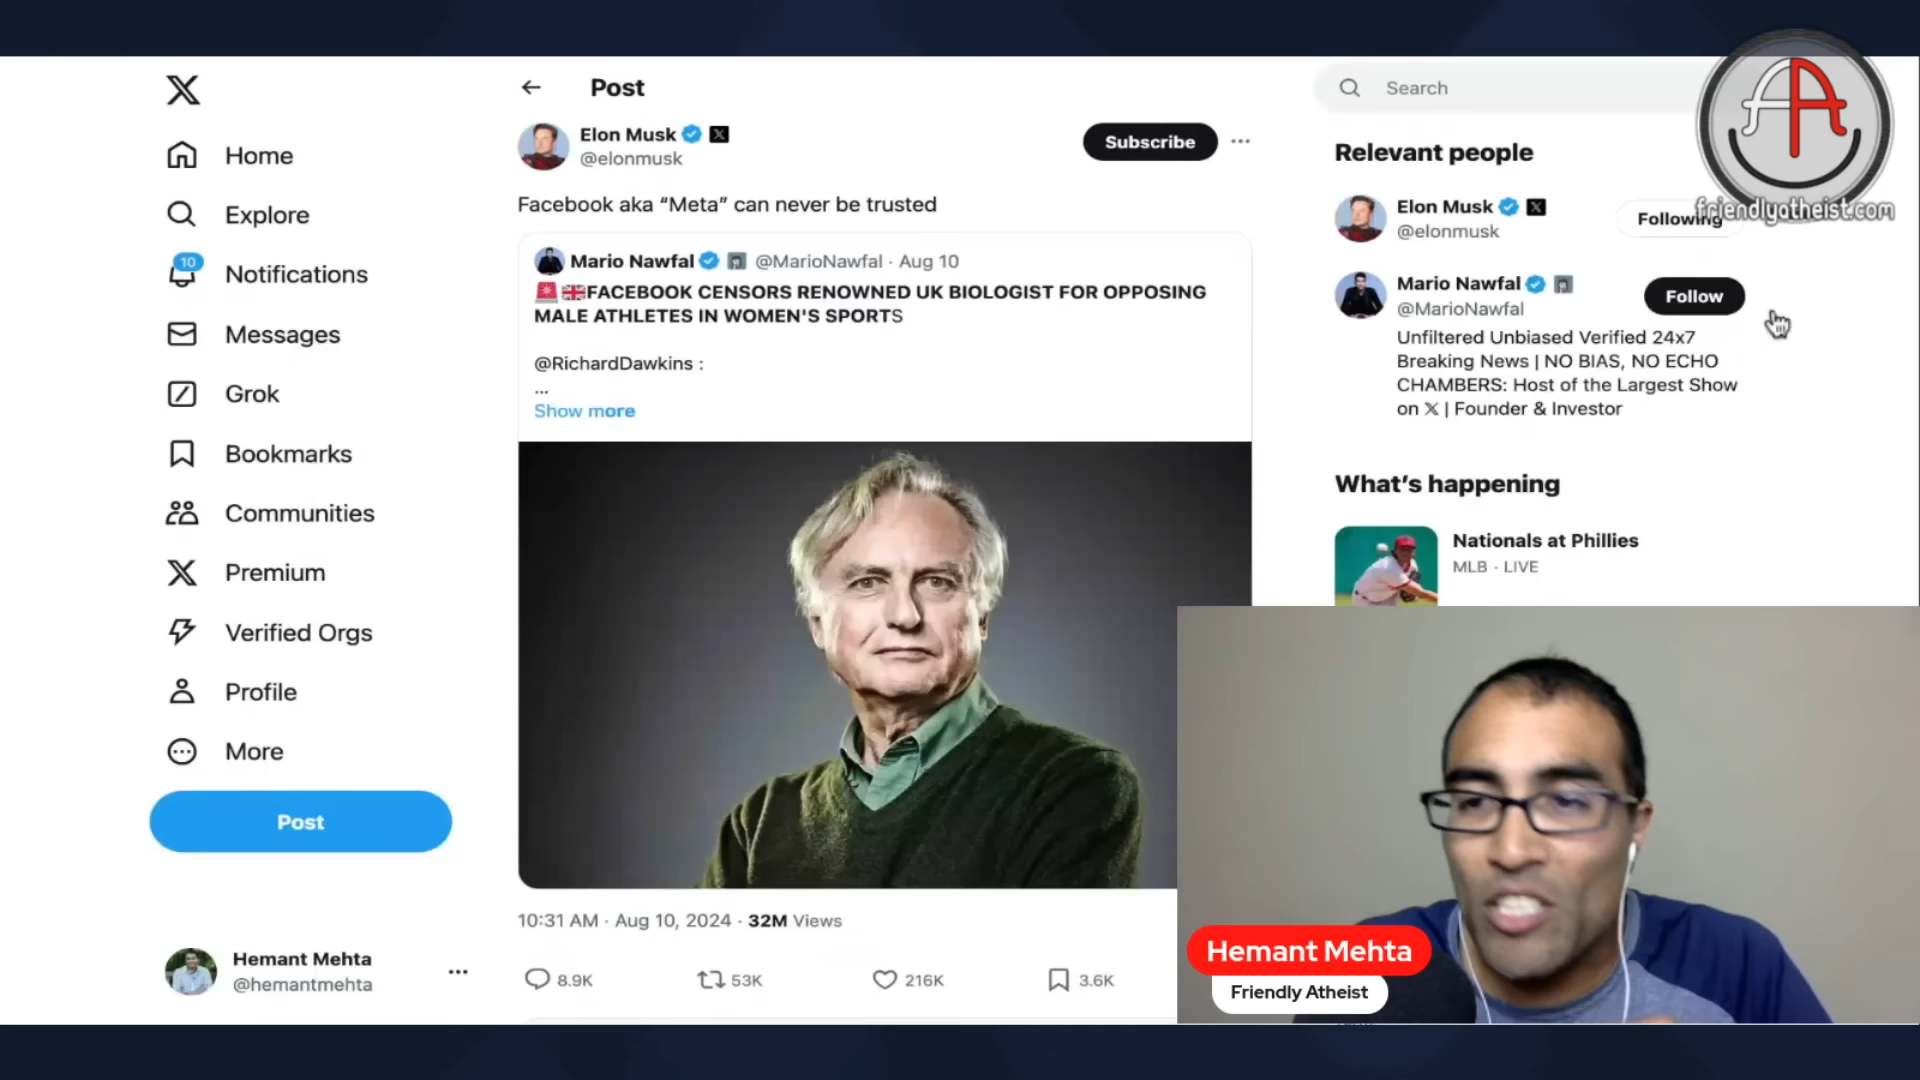 Home
Explore
10
Notifications
Messages
Grok
Bookmarks
Communities
Premium
Verified Orgs
Profile
More
Post
Hemant Mehta
@hemantmehta
Post
Elon Musk
@elonmusk
Subscribe
Facebook aka “Meta” can never be trusted
Mario Nawfal @MarioNawfal · Aug 10
🚨🇬🇧FACEBOOK CENSORS RENOWNED UK BIOLOGIST FOR OPPOSING
MALE ATHLETES IN WOMEN'S SPORTS
@RichardDawkins :
...
Show more
10:31 AM · Aug 10, 2024 · 32M Views
8.9K 53K 216K 3.6K
Search
Relevant people
Elon Musk
@elonmusk
Following
Mario Nawfal
@MarioNawfal
Follow
Unfiltered Unbiased Verified 24x7
Breaking News | NO BIAS, NO ECHO
CHAMBERS: Host of the Largest Show
on 𝕏 | Founder & Investor
What’s happening
Nationals at Phillies
MLB · LIVE
friendlyatheist.com
Hemant Mehta
Friendly Atheist